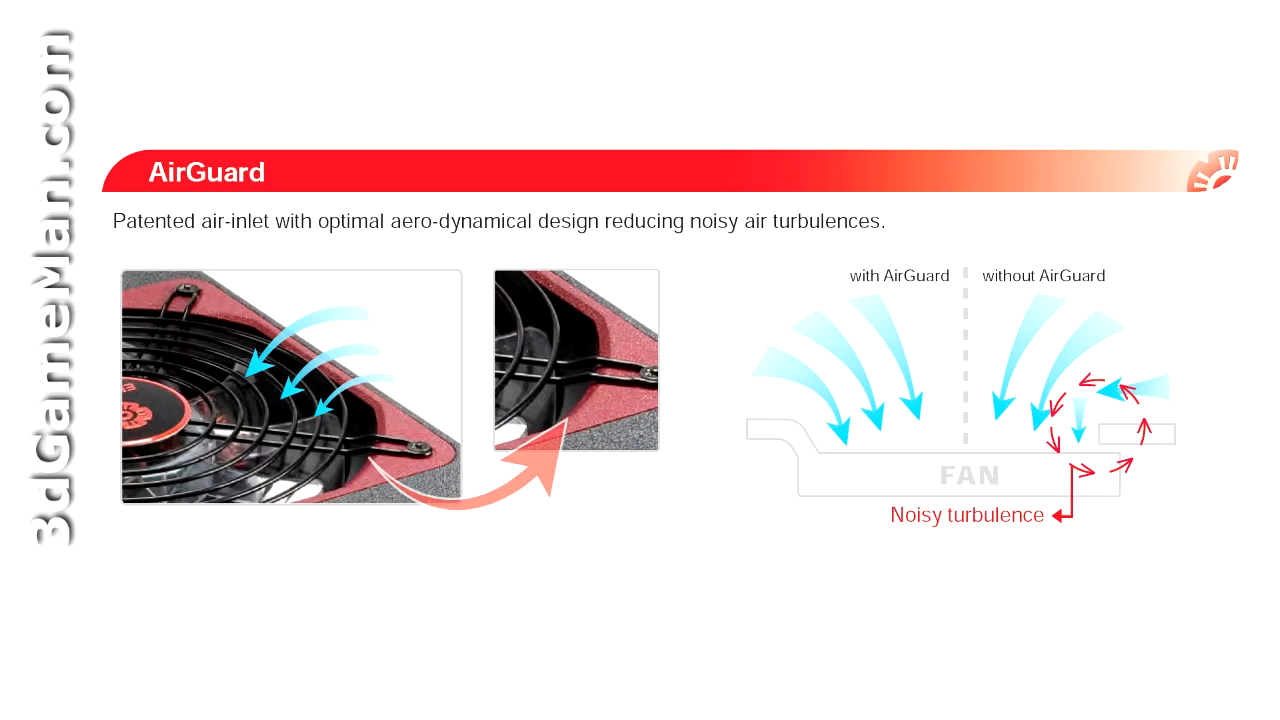 3dGameMan.com
AirGuard
Patented air-inlet with optimal aero-dynamical design reducing noisy air turbulences.
with AirGuard
without AirGuard
FAN
Noisy turbulence